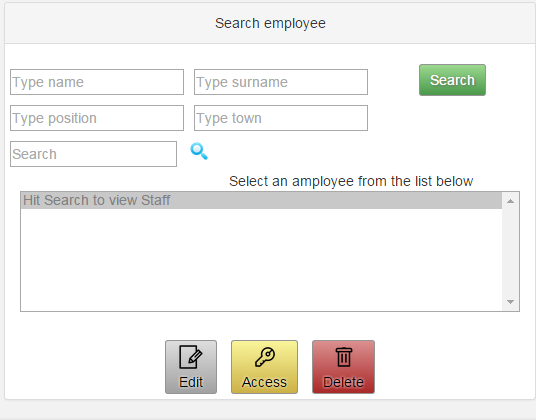 Search employee
Type name Type surname Search
Type position Type town
Search
Select an amployee from the list below
Hit Search to view Staff
Edit Access Delete